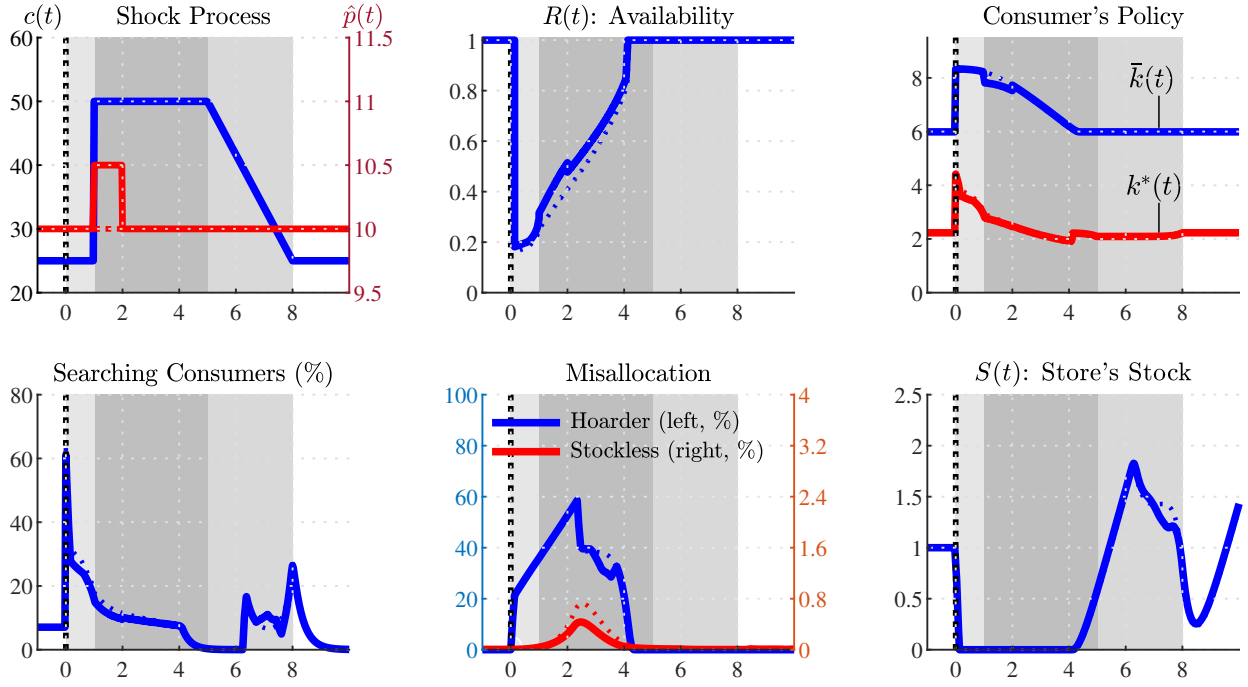 c(t) Shock Process p̂(t)
60 11.5
50 11
40 10.5
30 10
20 9.5
0 2 4 6 8
R(t): Availability
1
0.8
0.6
0.4
0.2
0
0 2 4 6 8
Consumer's Policy
8
6
4
2
0
k̄(t)
k*(t)
0 2 4 6 8
Searching Consumers (%)
80
60
40
20
0
0 2 4 6 8
Misallocation
100 4
80 3.2
60 2.4
40 1.6
20 0.8
0 0
Hoarder (left, %)
Stockless (right, %)
0 2 4 6 8
S(t): Store's Stock
2.5
2
1.5
1
0.5
0
0 2 4 6 8